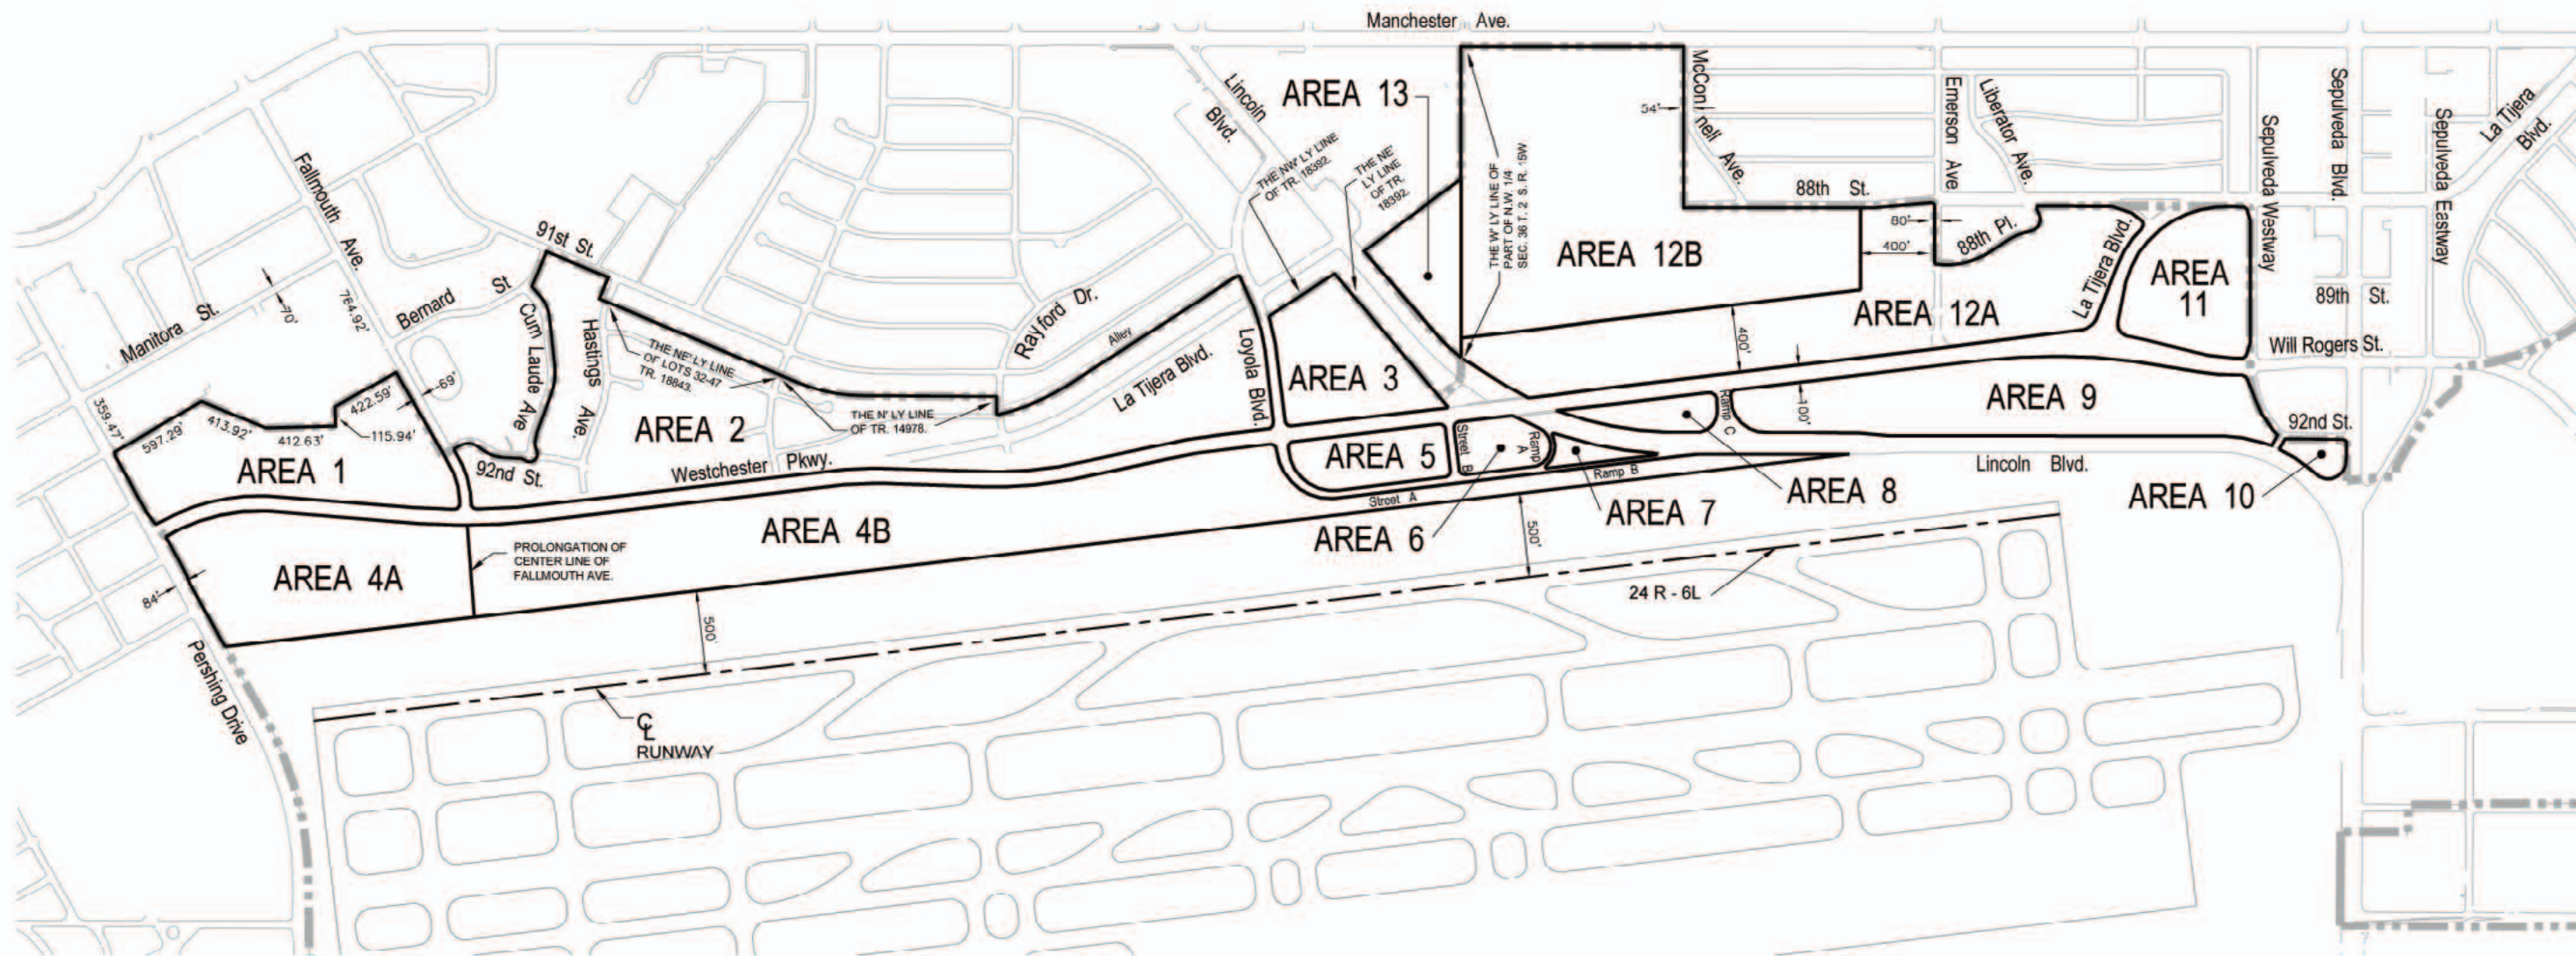 Manchester Ave.
Lincoln
Blvd.
AREA 13
THE NW' LY LINE
OF TR. 18392.
THE NE'
LY LINE
OF TR.
18392.
THE W' LY LINE OF
PART OF N.W. 1/4
SEC. 36 T. 2 S. R. 15W
54'
McConnell Ave.
88th St.
Emerson Ave
Liberator Ave.
Sepulveda Westway
Sepulveda Blvd.
Sepulveda Eastway
La Tijera
Blvd.
Fallmouth Ave.
764.92'
Manitora St.
70'
Bernard St
91st St.
Cum Laude Ave
Hastings Ave.
THE NE' LY LINE
OF LOTS 32-47
TR. 18643.
THE N' LY LINE
OF TR. 14978.
Rayford Dr.
Alley
La Tijera Blvd.
Loyola Blvd.
AREA 12B
80'
400'
88th Pl.
La Tijera Blvd.
AREA
11
89th St.
Will Rogers St.
AREA 12A
400'
100'
359.47'
597.29'
413.92'
412.63'
115.94'
422.59'
69'
AREA 1
92nd St.
AREA 2
Westchester Pkwy.
AREA 3
AREA 5
Street B
Ramp A
Ramp B
Ramp C
Street A
AREA 9
92nd St.
Lincoln Blvd.
AREA 10
AREA 8
AREA 7
AREA 6
AREA 4B
AREA 4A
PROLONGATION OF
CENTER LINE OF
FALLMOUTH AVE.
84'
Pershing Drive
500'
500'
24 R - 6L
CL
RUNWAY